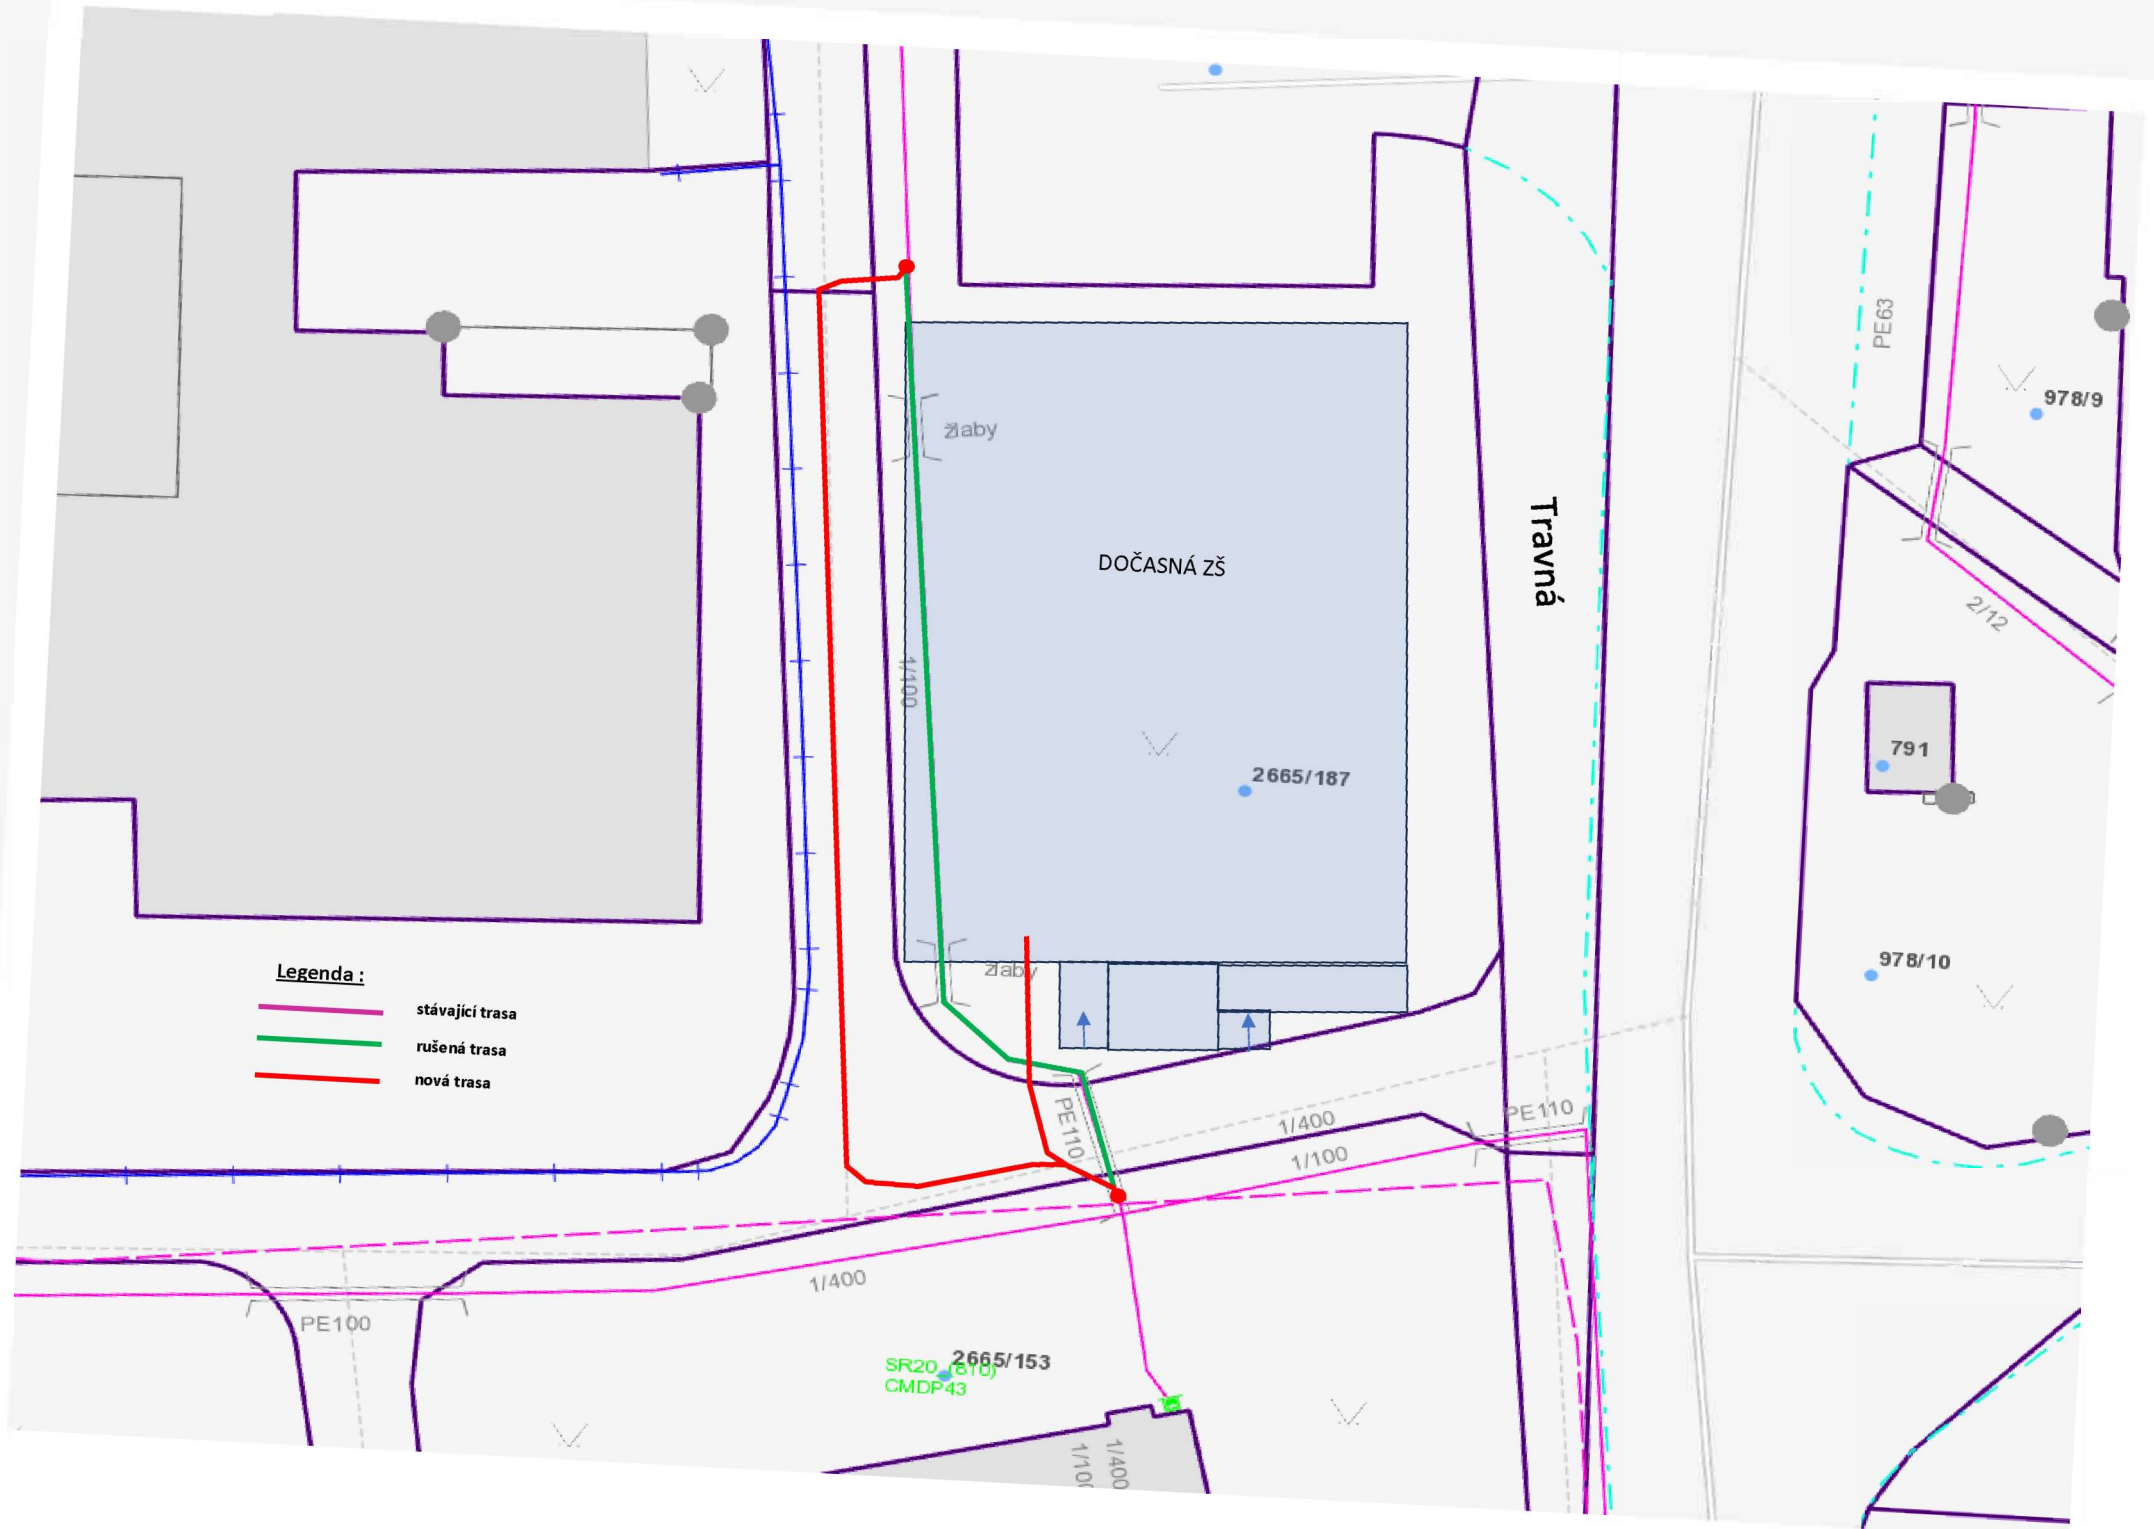 PE63
978/9
žlaby
DOČASNÁ ZŠ
Travná
2/12
1/100
791
2665/187
978/10
žlaby
Legenda :
stávající trasa
rušená trasa
nová trasa
PE110
1/400
PE110
1/100
1/400
PE100
2665/153
SR20 (810)
CMDP43
1/400